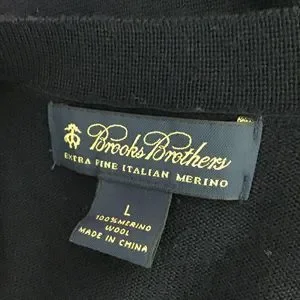 Brooks Brothers
EXTRA FINE ITALIAN MERINO
L
100% MERINO
WOOL
MADE IN CHINA